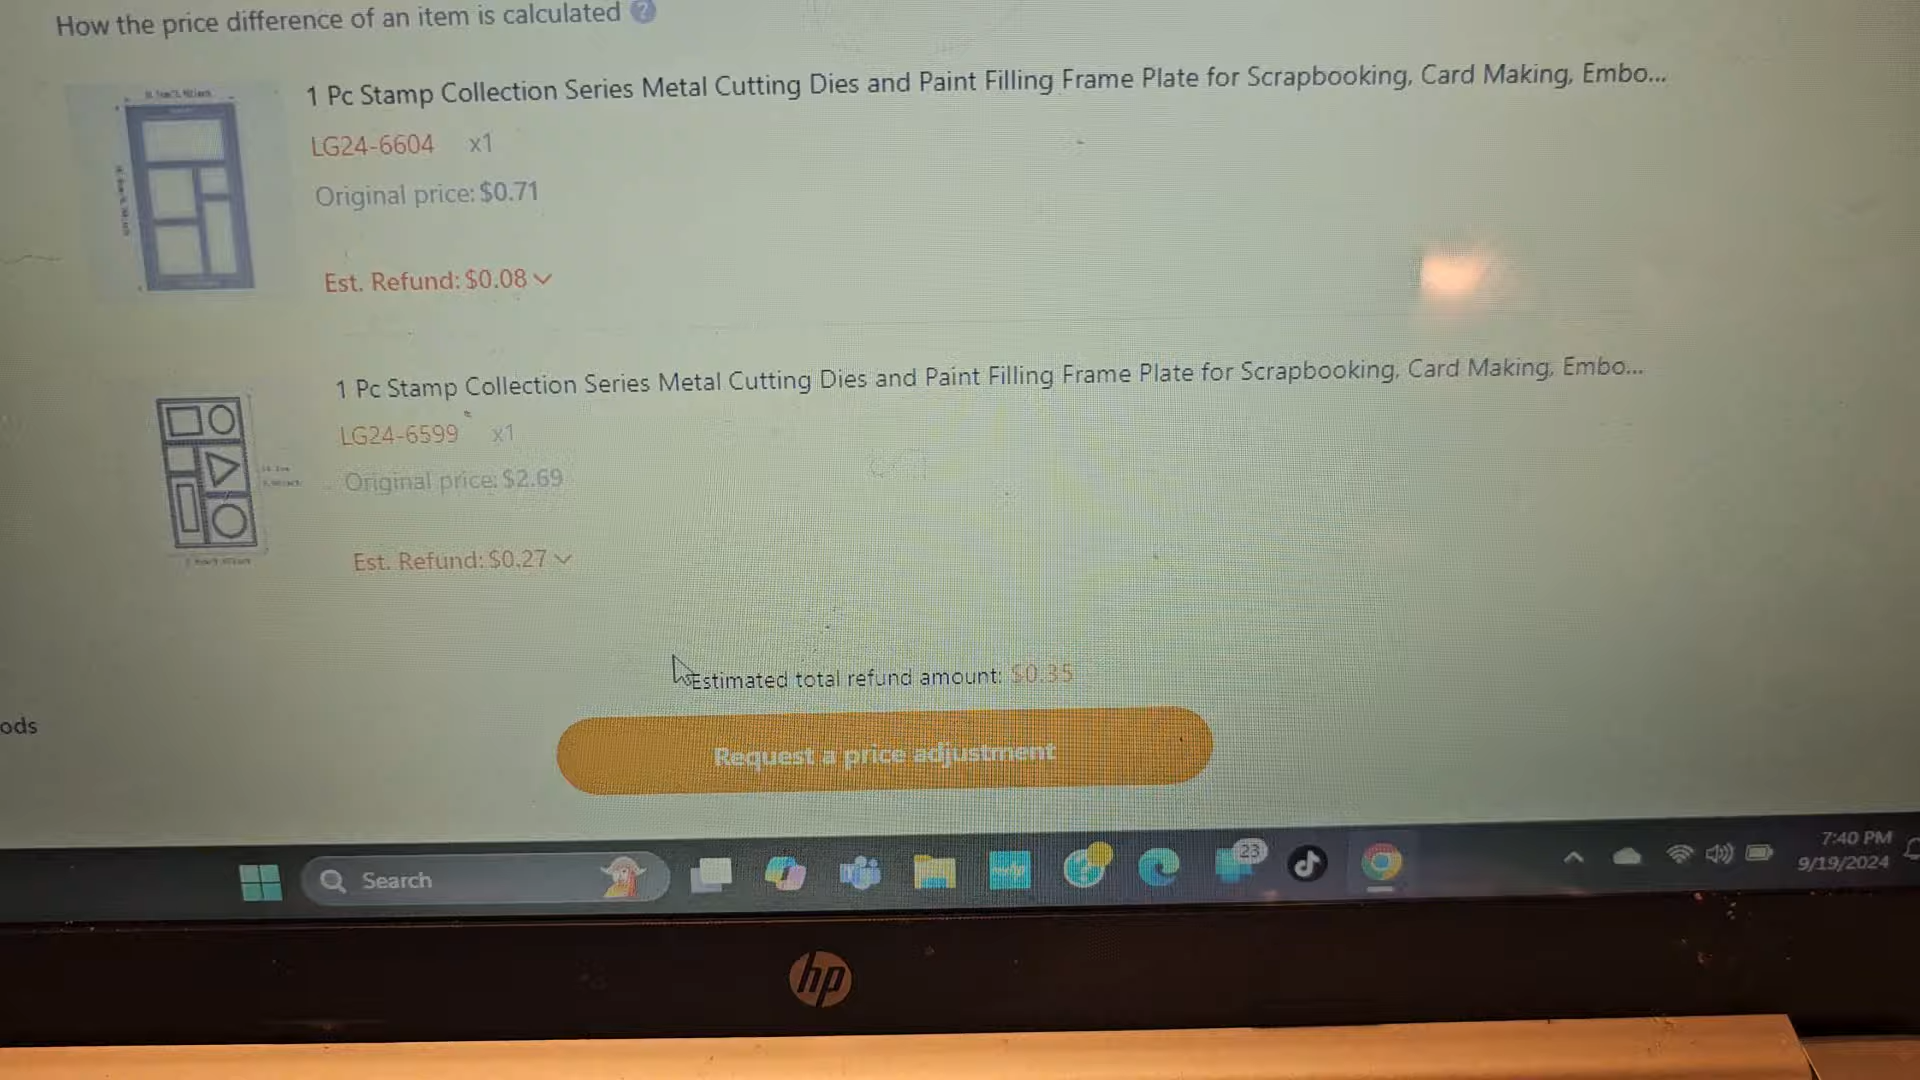 How the price difference of an item is calculated ?
1 Pc Stamp Collection Series Metal Cutting Dies and Paint Filling Frame Plate for Scrapbooking, Card Making, Embo...
LG24-6604 x1
Original price: $0.71
Est. Refund: $0.08
1 Pc Stamp Collection Series Metal Cutting Dies and Paint Filling Frame Plate for Scrapbooking, Card Making, Embo...
LG24-6599 x1
Original price: $2.69
Est. Refund: $0.27
Estimated total refund amount: $0.35
ods
Request a price adjustment
Search
23
7:40 PM
9/19/2024
hp